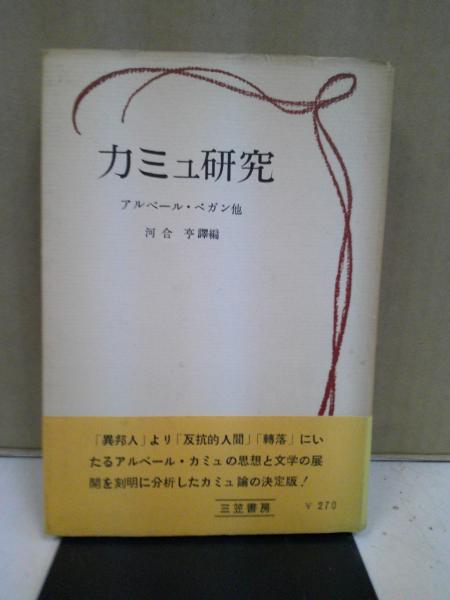 カミュ研究
アルベール・ベガン他
河合 亨譯編
「異邦人」より「反抗的人間」「轉落」にい
たるアルベール・カミュの思想と文学の展
開を刻明に分析したカミュ論の決定版！
三笠書房 ￥270